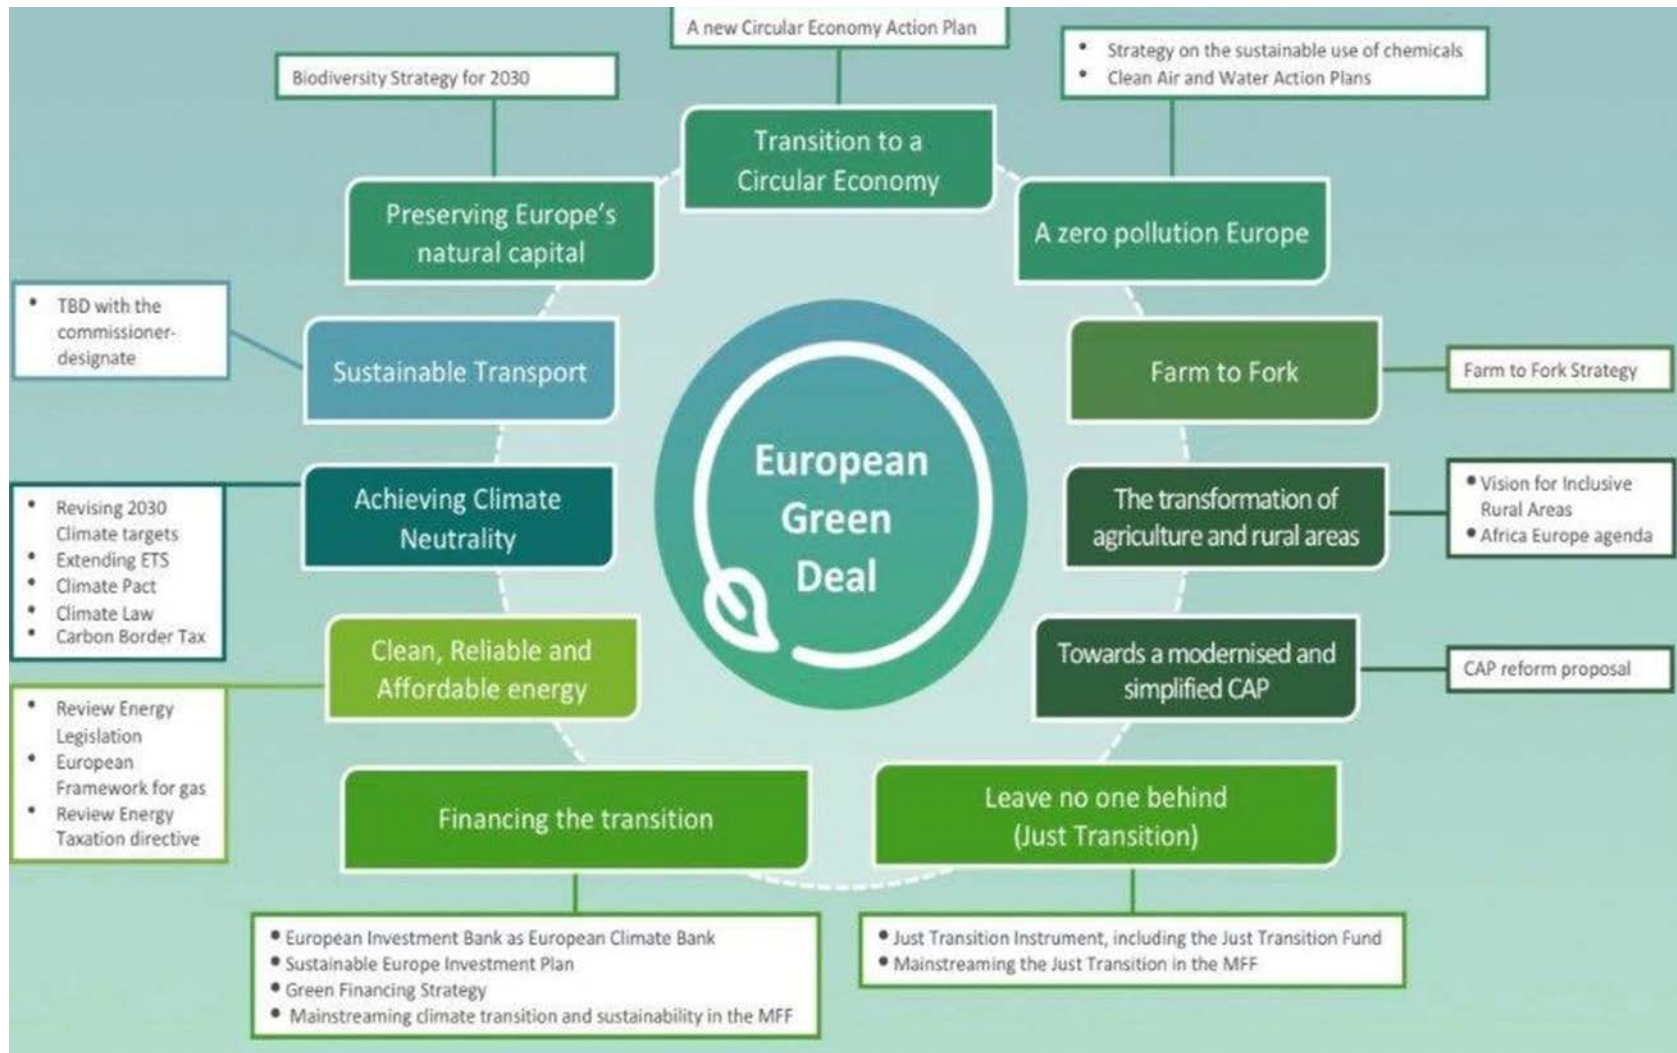 A new Circular Economy Action Plan
Biodiversity Strategy for 2030
• Strategy on the sustainable use of chemicals
• Clean Air and Water Action Plans
Transition to a
Circular Economy
Preserving Europe's
natural capital
A zero pollution Europe
• TBD with the
commissioner-
designate
Sustainable Transport
Farm to Fork
Farm to Fork Strategy
European
Green
Deal
Achieving Climate
Neutrality
• Revising 2030
Climate targets
• Extending ETS
• Climate Pact
• Climate Law
• Carbon Border Tax
The transformation of
agriculture and rural areas
• Vision for Inclusive
Rural Areas
• Africa Europe agenda
Clean, Reliable and
Affordable energy
• Review Energy
Legislation
• European
Framework for gas
• Review Energy
Taxation directive
Towards a modernised and
simplified CAP
CAP reform proposal
Financing the transition
Leave no one behind
(Just Transition)
• European Investment Bank as European Climate Bank
• Sustainable Europe Investment Plan
• Green Financing Strategy
• Mainstreaming climate transition and sustainability in the MFF
• Just Transition Instrument, including the Just Transition Fund
• Mainstreaming the Just Transition in the MFF